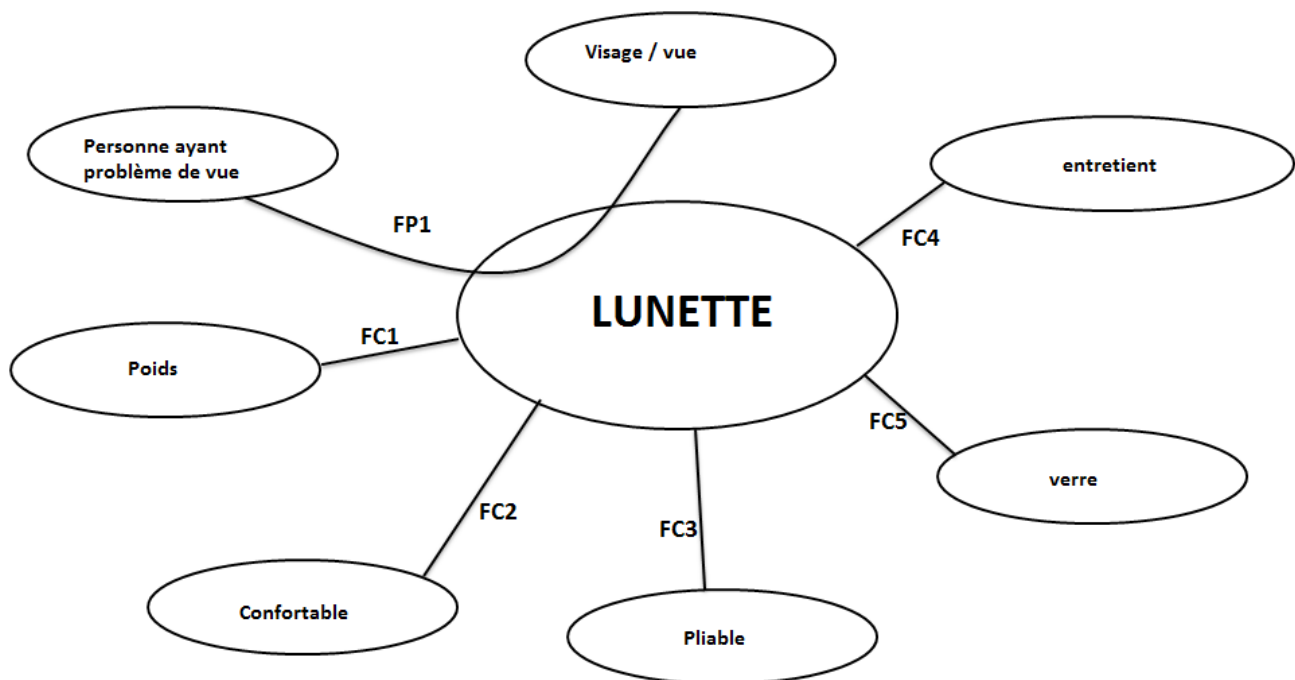 Visage / vue
Personne ayant
problème de vue
entretient
FP1
FC4
LUNETTE
FC1
Poids
FC5
verre
FC2
FC3
Confortable
Pliable